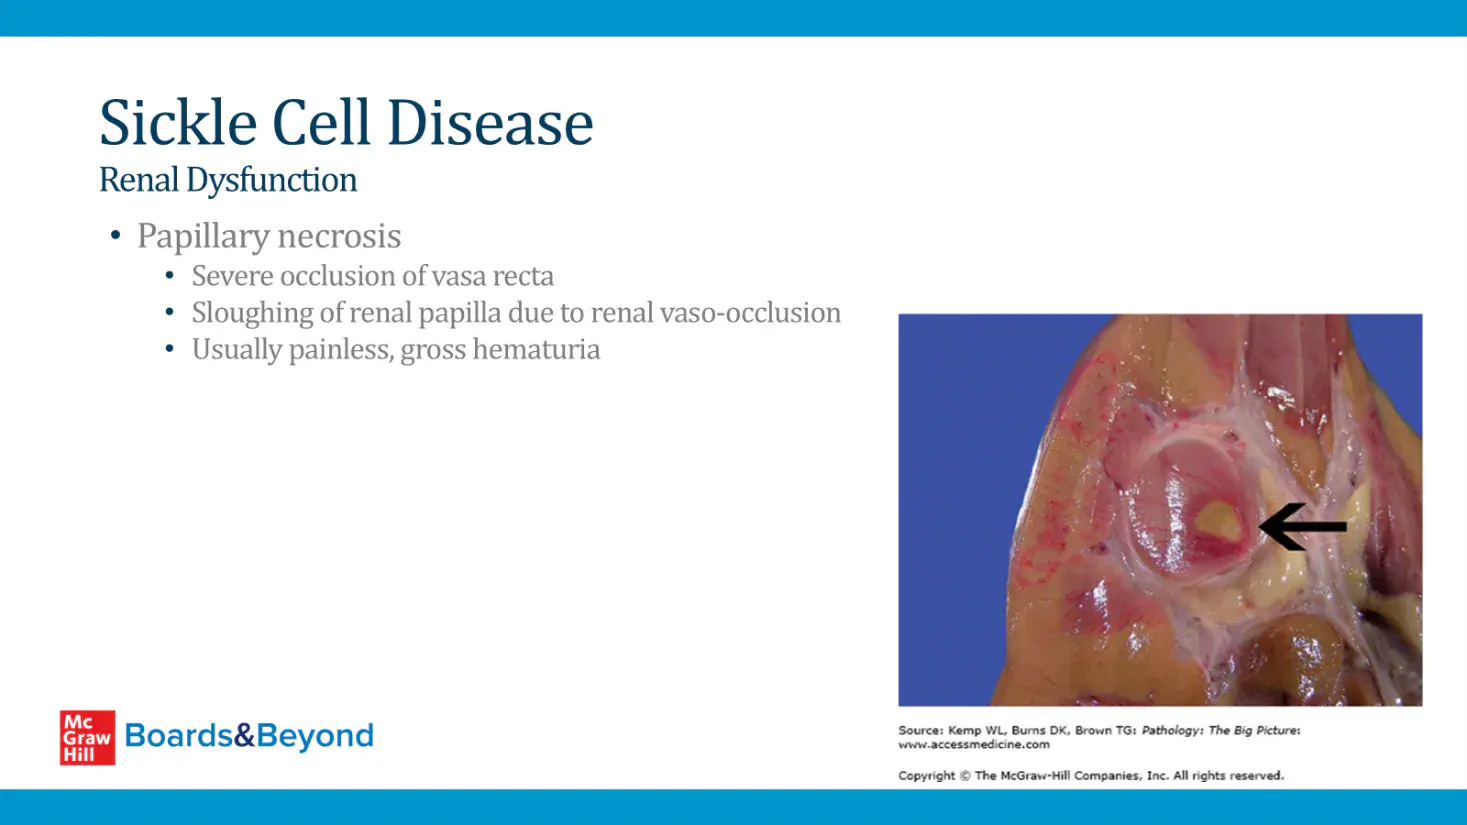 Sickle Cell Disease
Renal Dysfunction
• Papillary necrosis
• Severe occlusion of vasa recta
• Sloughing of renal papilla due to renal vaso-occlusion
• Usually painless, gross hematuria
Mc
Graw
Hill
Boards&Beyond
Source: Kemp WL, Burns DK, Brown TG: Pathology: The Big Picture:
www.accessmedicine.com
Copyright © The McGraw-Hill Companies, Inc. All rights reserved.